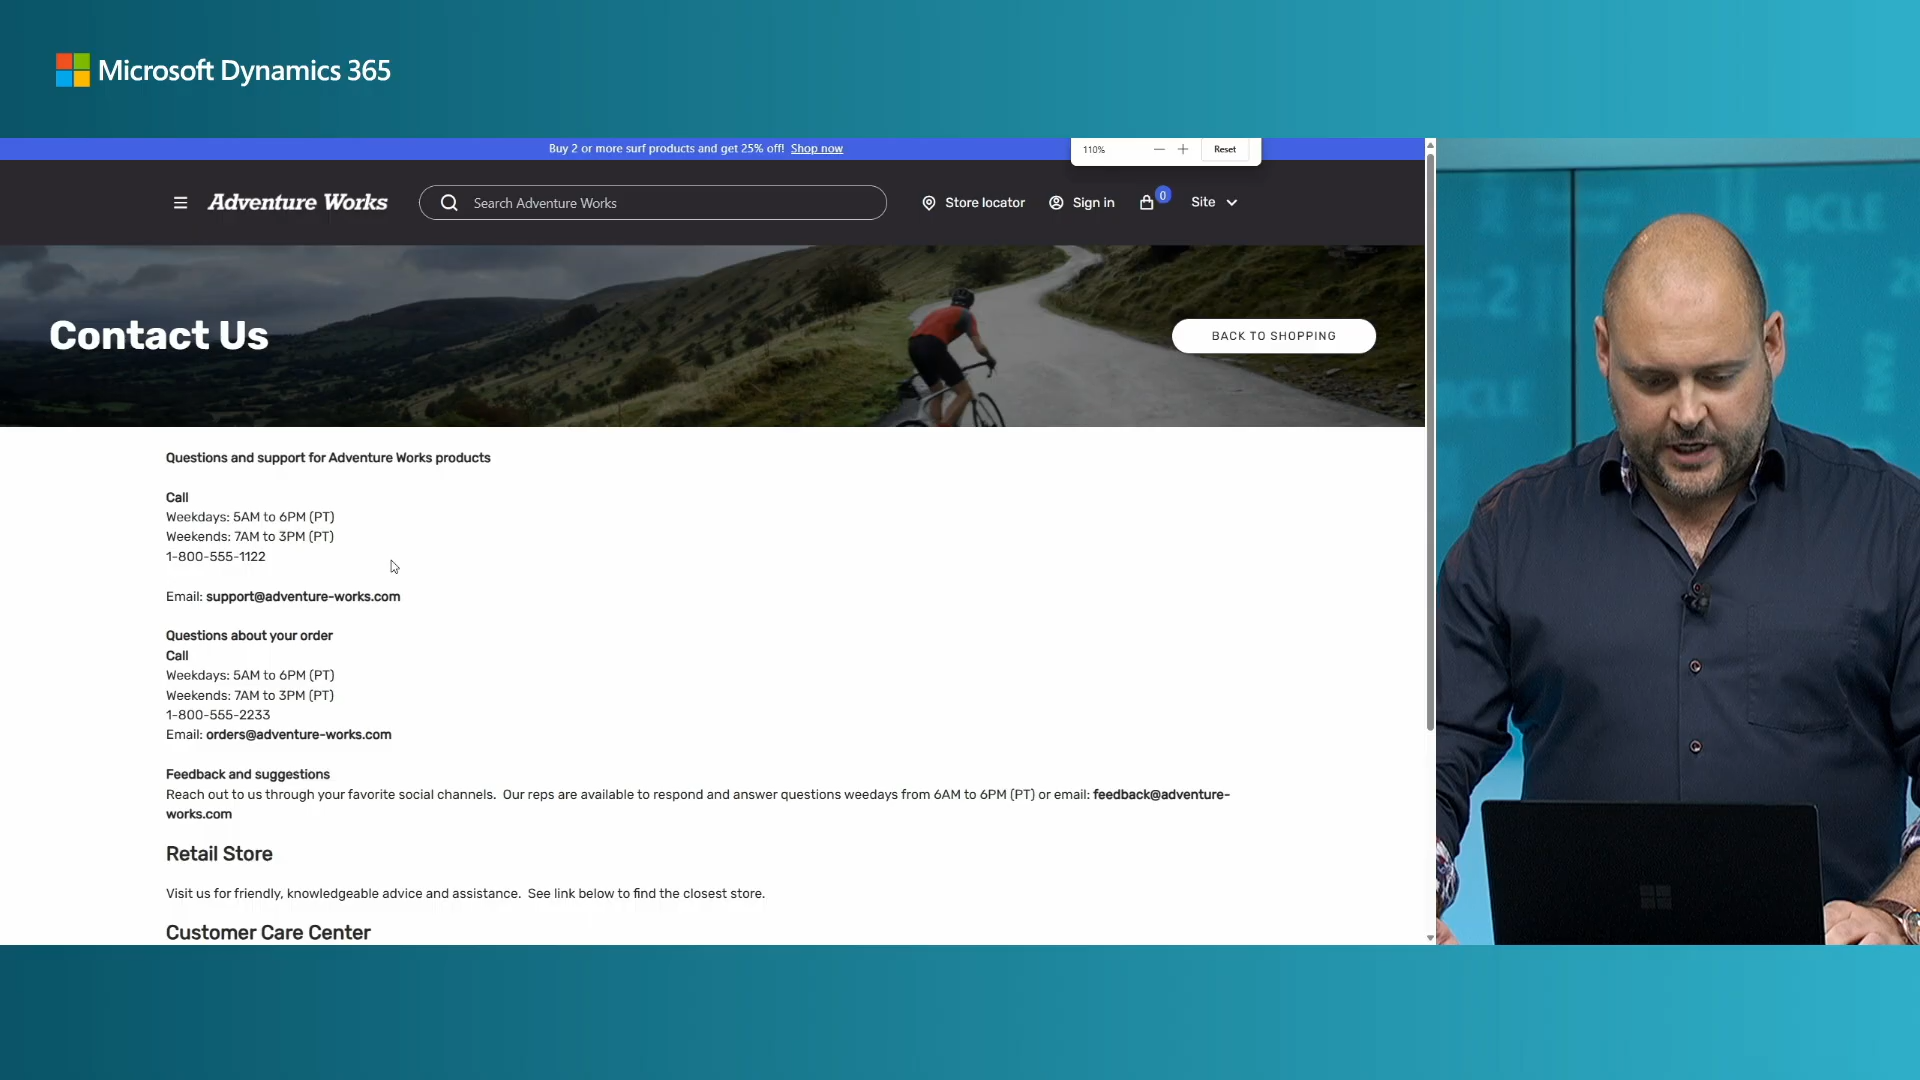 Microsoft Dynamics 365
Buy 2 or more surf products and get 25% off! Shop now
110%
Reset
Adventure Works
Search Adventure Works
Store locator
Sign in
0
Site
Contact Us
BACK TO SHOPPING
Questions and support for Adventure Works products
Call
Weekdays: 5AM to 6PM (PT)
Weekends: 7AM to 3PM (PT)
1-800-555-1122
Email: support@adventure-works.com
Questions about your order
Call
Weekdays: 5AM to 6PM (PT)
Weekends: 7AM to 3PM (PT)
1-800-555-2233
Email: orders@adventure-works.com
Feedback and suggestions
Reach out to us through your favorite social channels. Our reps are available to respond and answer questions weedays from 6AM to 6PM (PT) or email: feedback@adventure-
works.com
Retail Store
Visit us for friendly, knowledgeable advice and assistance. See link below to find the closest store.
Customer Care Center
BCLE